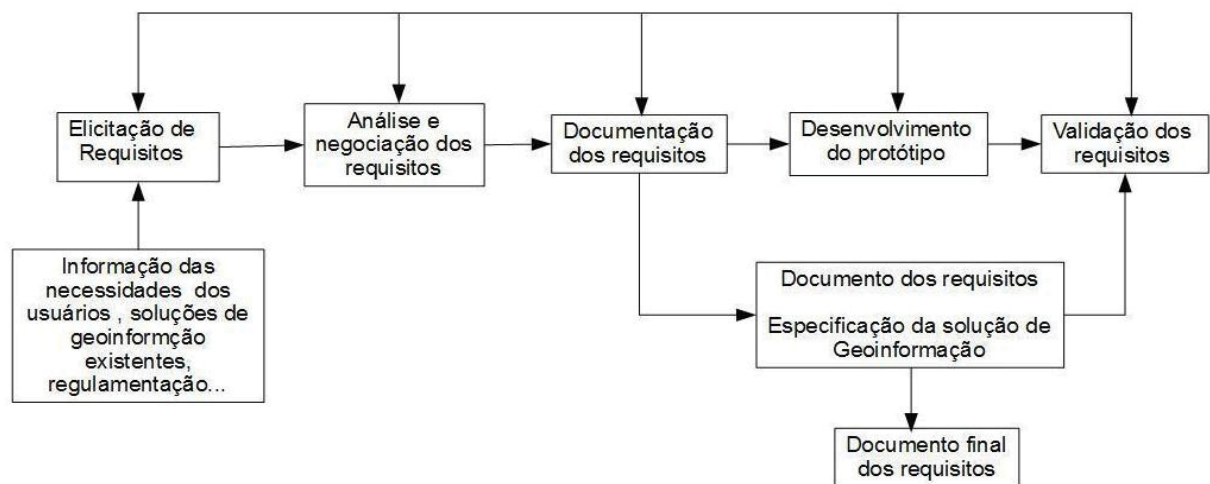 Elicitação de
Requisitos
Análise e
negociação dos
requisitos
Documentação
dos requisitos
Desenvolvimento
do protótipo
Validação dos
requisitos
Informação das
necessidades dos
usuários , soluções de
geoinformção
existentes,
regulamentação...
Documento dos requisitos
Especificação da solução de
Geoinformação
Documento final
dos requisitos